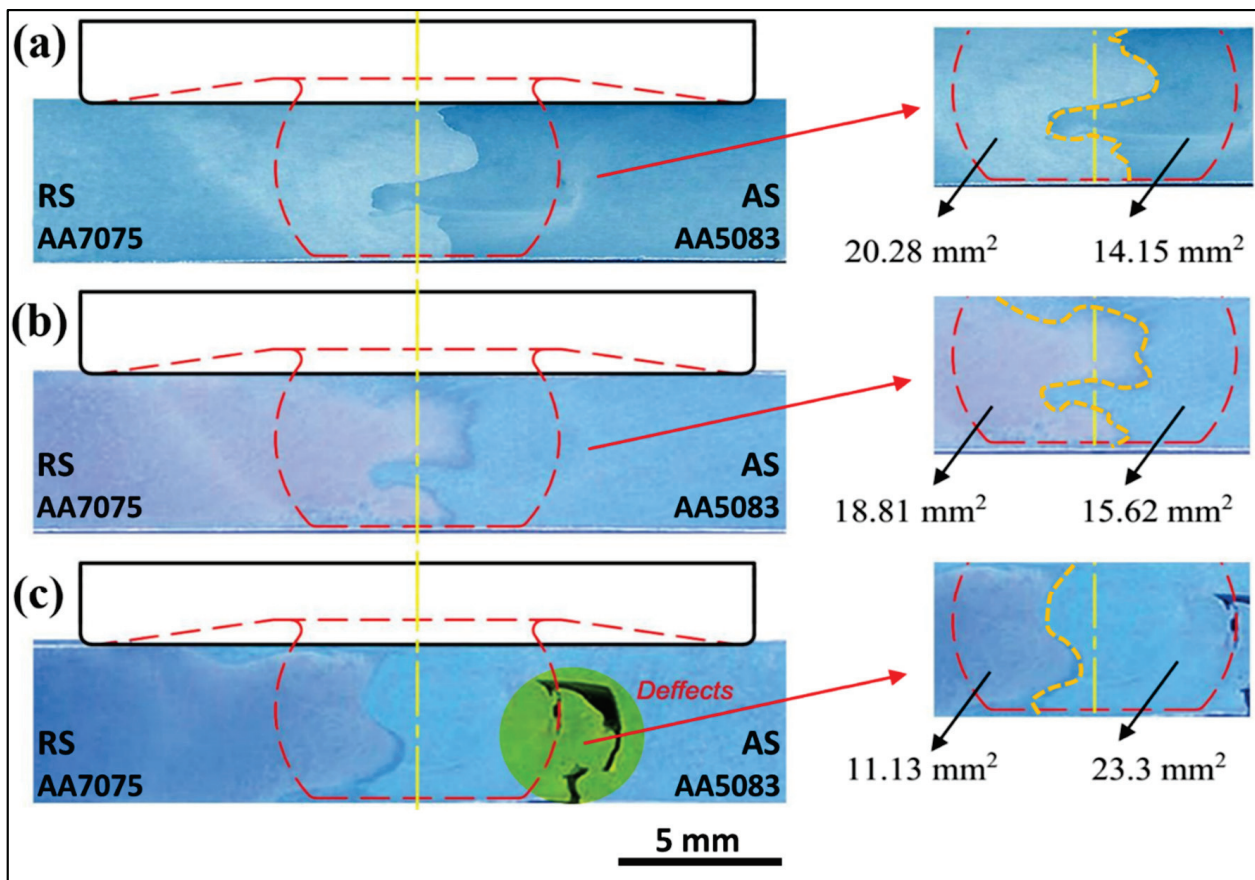 (a)
RS
AA7075
AS
AA5083
20.28 mm²
14.15 mm²
(b)
RS
AA7075
AS
AA5083
18.81 mm²
15.62 mm²
(c)
Deffects
RS
AA7075
AS
AA5083
11.13 mm²
23.3 mm²
5 mm